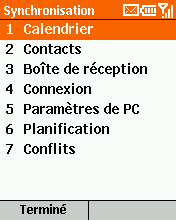 Synchronisation
1 Calendrier
2 Contacts
3 Boîte de réception
4 Connexion
5 Paramètres de PC
6 Planification
7 Conflits
Terminé